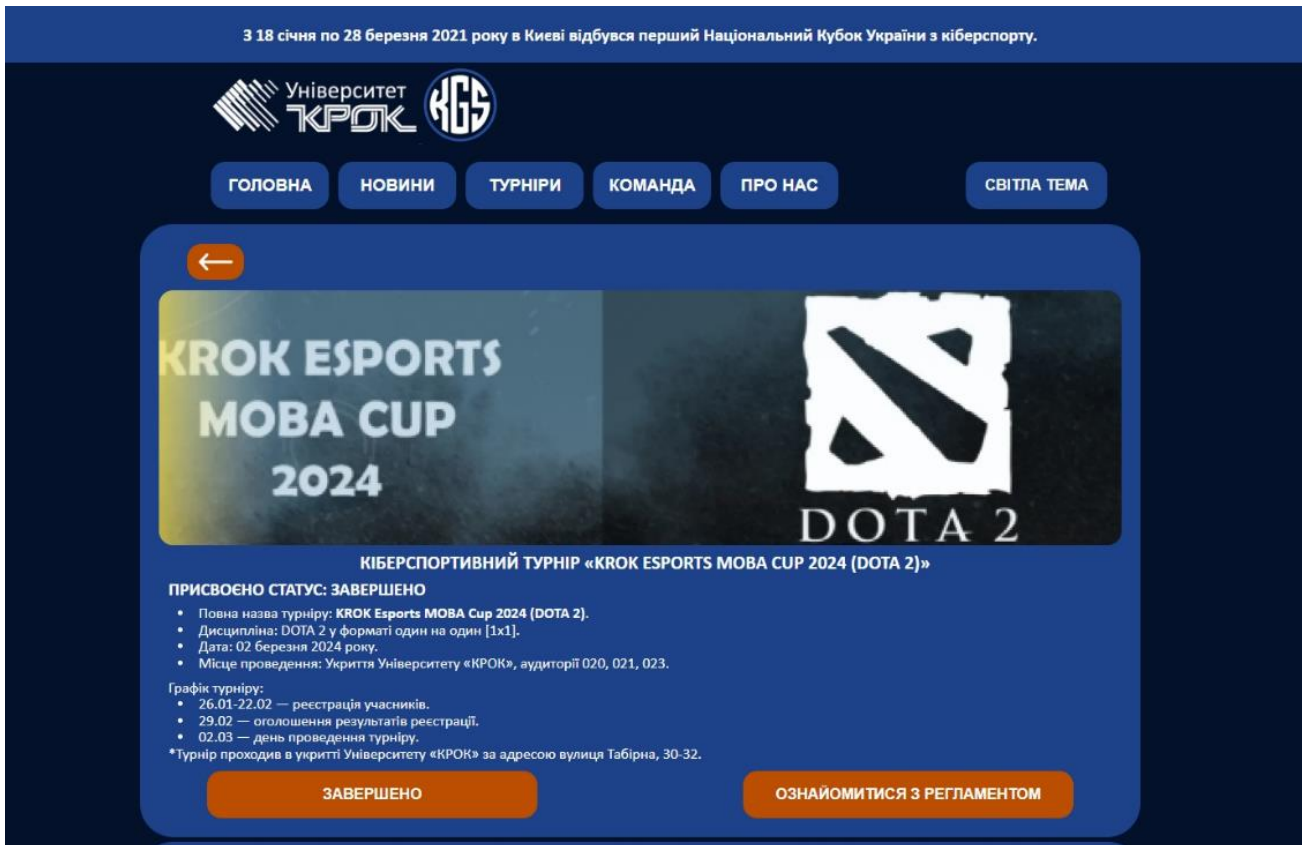 З 18 січня по 28 березня 2021 року в Києві відбувся перший Національний Кубок України з кіберспорту.
Університет
КРОК
KGS
ГОЛОВНА
НОВИНИ
ТУРНІРИ
КОМАНДА
ПРО НАС
СВІТЛА ТЕМА
KROK ESPORTS
MOBA CUP
2024
DOTA 2
КІБЕРСПОРТИВНИЙ ТУРНІР «KROK ESPORTS MOBA CUP 2024 (DOTA 2)»
ПРИСВОЄНО СТАТУС: ЗАВЕРШЕНО
• Повна назва турніру: KROK Esports MOBA Cup 2024 (DOTA 2).
• Дисципліна: DOTA 2 у форматі один на один [1x1].
• Дата: 02 березня 2024 року.
• Місце проведення: Укриття Університету «КРОК», аудиторії 020, 021, 023.
Графік турніру:
• 26.01-22.02 — реєстрація учасників.
• 29.02 — оголошення результатів реєстрації.
• 02.03 — день проведення турніру.
*Турнір проходив в укритті Університету «КРОК» за адресою вулиця Табірна, 30-32.
ЗАВЕРШЕНО
ОЗНАЙОМИТИСЯ З РЕГЛАМЕНТОМ